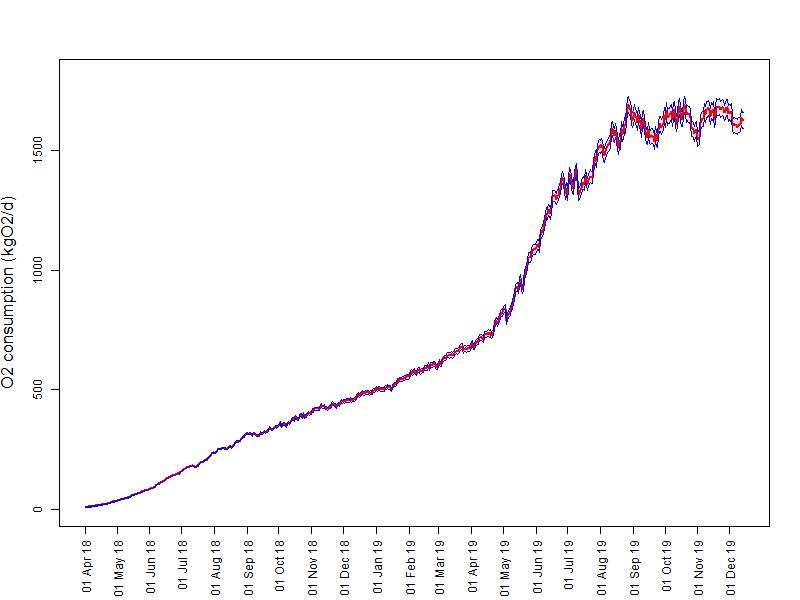 O2 consumption (kgO2/d)
1500
1000
500
0
01 Apr 18
01 May 18
01 Jun 18
01 Jul 18
01 Aug 18
01 Sep 18
01 Oct 18
01 Nov 18
01 Dec 18
01 Jan 19
01 Feb 19
01 Mar 19
01 Apr 19
01 May 19
01 Jun 19
01 Jul 19
01 Aug 19
01 Sep 19
01 Oct 19
01 Nov 19
01 Dec 19